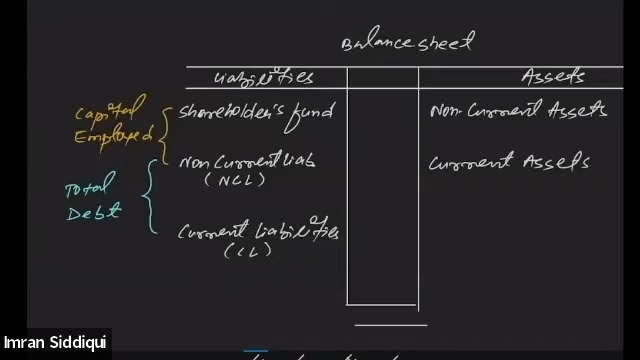 Balance sheet
Liabilities
Assets
Capital
Employed
Shareholder's fund
Non-Current Assets
Non Current Liab
(NCL)
Current Assets
Total
Debt
Current Liabilities
(CL)
Imran Siddiqui